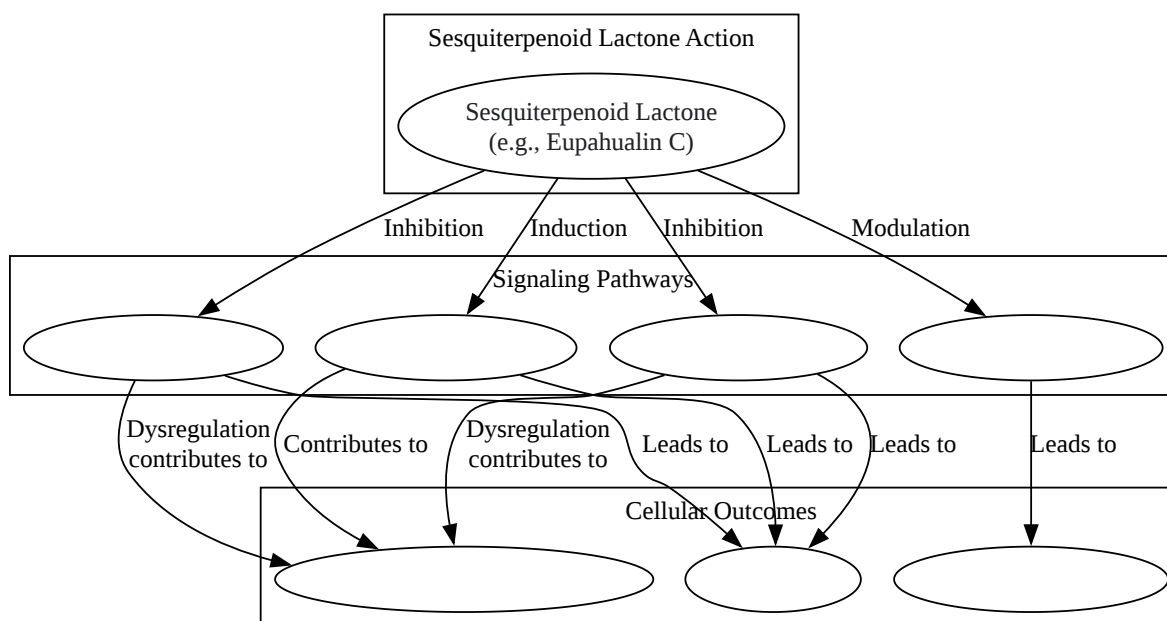 Sesquiterpenoid Lactone Action
Sesquiterpenoid Lactone
(e.g., Eupahualin C)
Inhibition
Induction
Inhibition
Modulation
Signaling Pathways
Dysregulation
contributes to
Contributes to
Dysregulation
contributes to
Leads to
Leads to
Leads to
Leads to
Cellular Outcomes